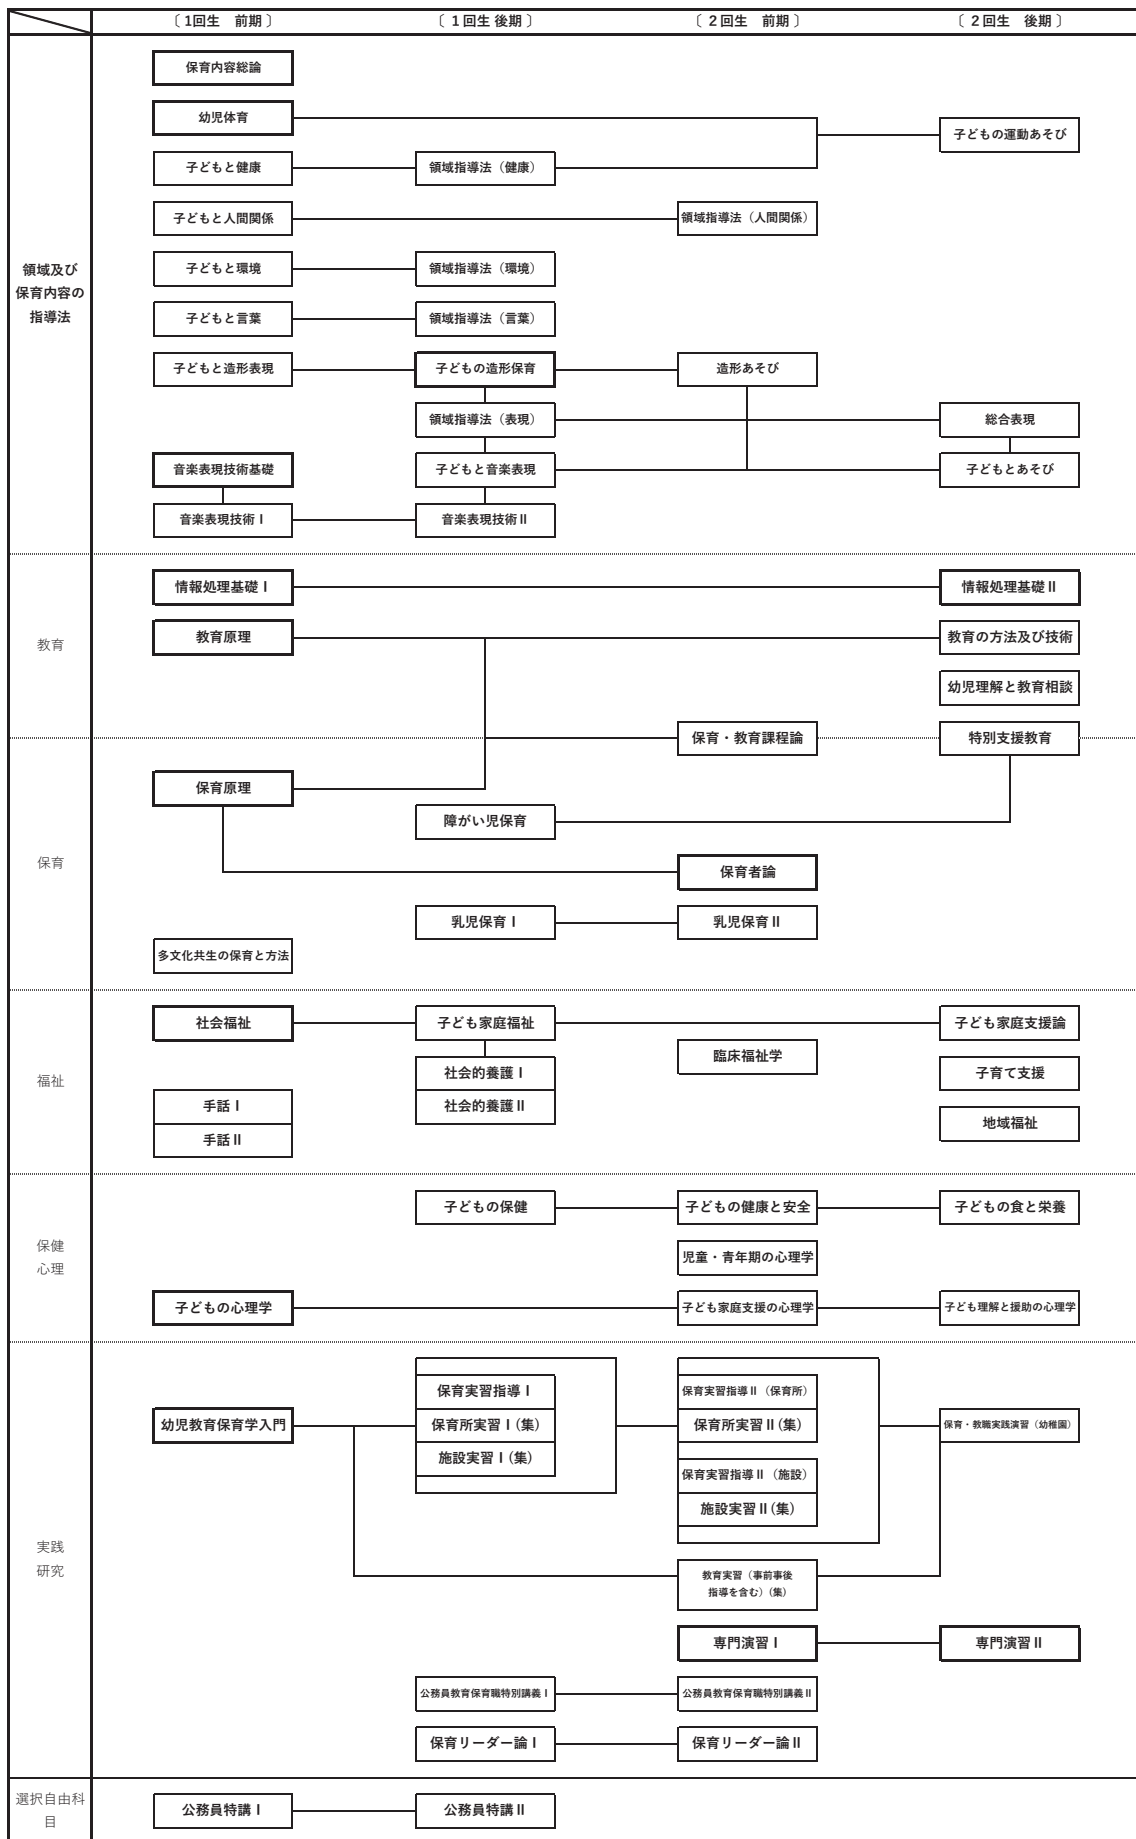 〔 1回生　前期 〕
〔 1回生 後期 〕
〔 2回生　前期 〕
〔 2回生　後期 〕
領域及び
保育内容の
指導法
保育内容総論
幼児体育
子どもの運動あそび
子どもと健康
領域指導法（健康）
子どもと人間関係
領域指導法（人間関係）
子どもと環境
領域指導法（環境）
子どもと言葉
領域指導法（言葉）
子どもと造形表現
子どもの造形保育
造形あそび
領域指導法（表現）
総合表現
音楽表現技術基礎
子どもと音楽表現
子どもとあそび
音楽表現技術Ⅰ
音楽表現技術Ⅱ
教育
情報処理基礎Ⅰ
情報処理基礎Ⅱ
教育原理
教育の方法及び技術
幼児理解と教育相談
保育・教育課程論
特別支援教育
保育
保育原理
障がい児保育
保育者論
乳児保育Ⅰ
乳児保育Ⅱ
多文化共生の保育と方法
福祉
社会福祉
子ども家庭福祉
子ども家庭支援論
臨床福祉学
社会的養護Ⅰ
子育て支援
手話Ⅰ
社会的養護Ⅱ
地域福祉
手話Ⅱ
保健
心理
子どもの保健
子どもの健康と安全
子どもの食と栄養
児童・青年期の心理学
子どもの心理学
子ども家庭支援の心理学
子ども理解と援助の心理学
実践
研究
保育実習指導Ⅰ
保育実習指導Ⅱ（保育所）
幼児教育保育学入門
保育所実習Ⅰ(集)
保育所実習Ⅱ(集)
保育・教職実践演習（幼稚園）
施設実習Ⅰ(集)
保育実習指導Ⅱ（施設）
施設実習Ⅱ(集)
教育実習（事前事後
指導を含む）(集)
専門演習Ⅰ
専門演習Ⅱ
公務員教育保育職特別講義Ⅰ
公務員教育保育職特別講義Ⅱ
保育リーダー論Ⅰ
保育リーダー論Ⅱ
選択自由科
目
公務員特講Ⅰ
公務員特講Ⅱ